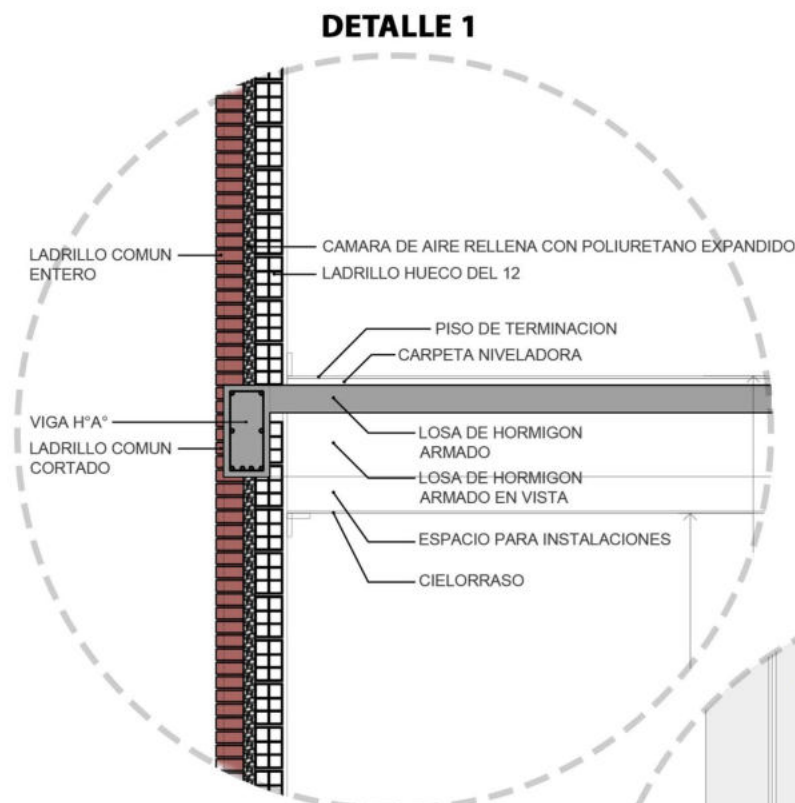 DETALLE 1
CAMARA DE AIRE RELLENA CON POLIURETANO EXPANDIDO
LADRILLO COMUN
ENTERO
LADRILLO HUECO DEL 12
PISO DE TERMINACION
CARPETA NIVELADORA
VIGA H°A°
LADRILLO COMUN
CORTADO
LOSA DE HORMIGON
ARMADO
LOSA DE HORMIGON
ARMADO EN VISTA
ESPACIO PARA INSTALACIONES
CIELORRASO